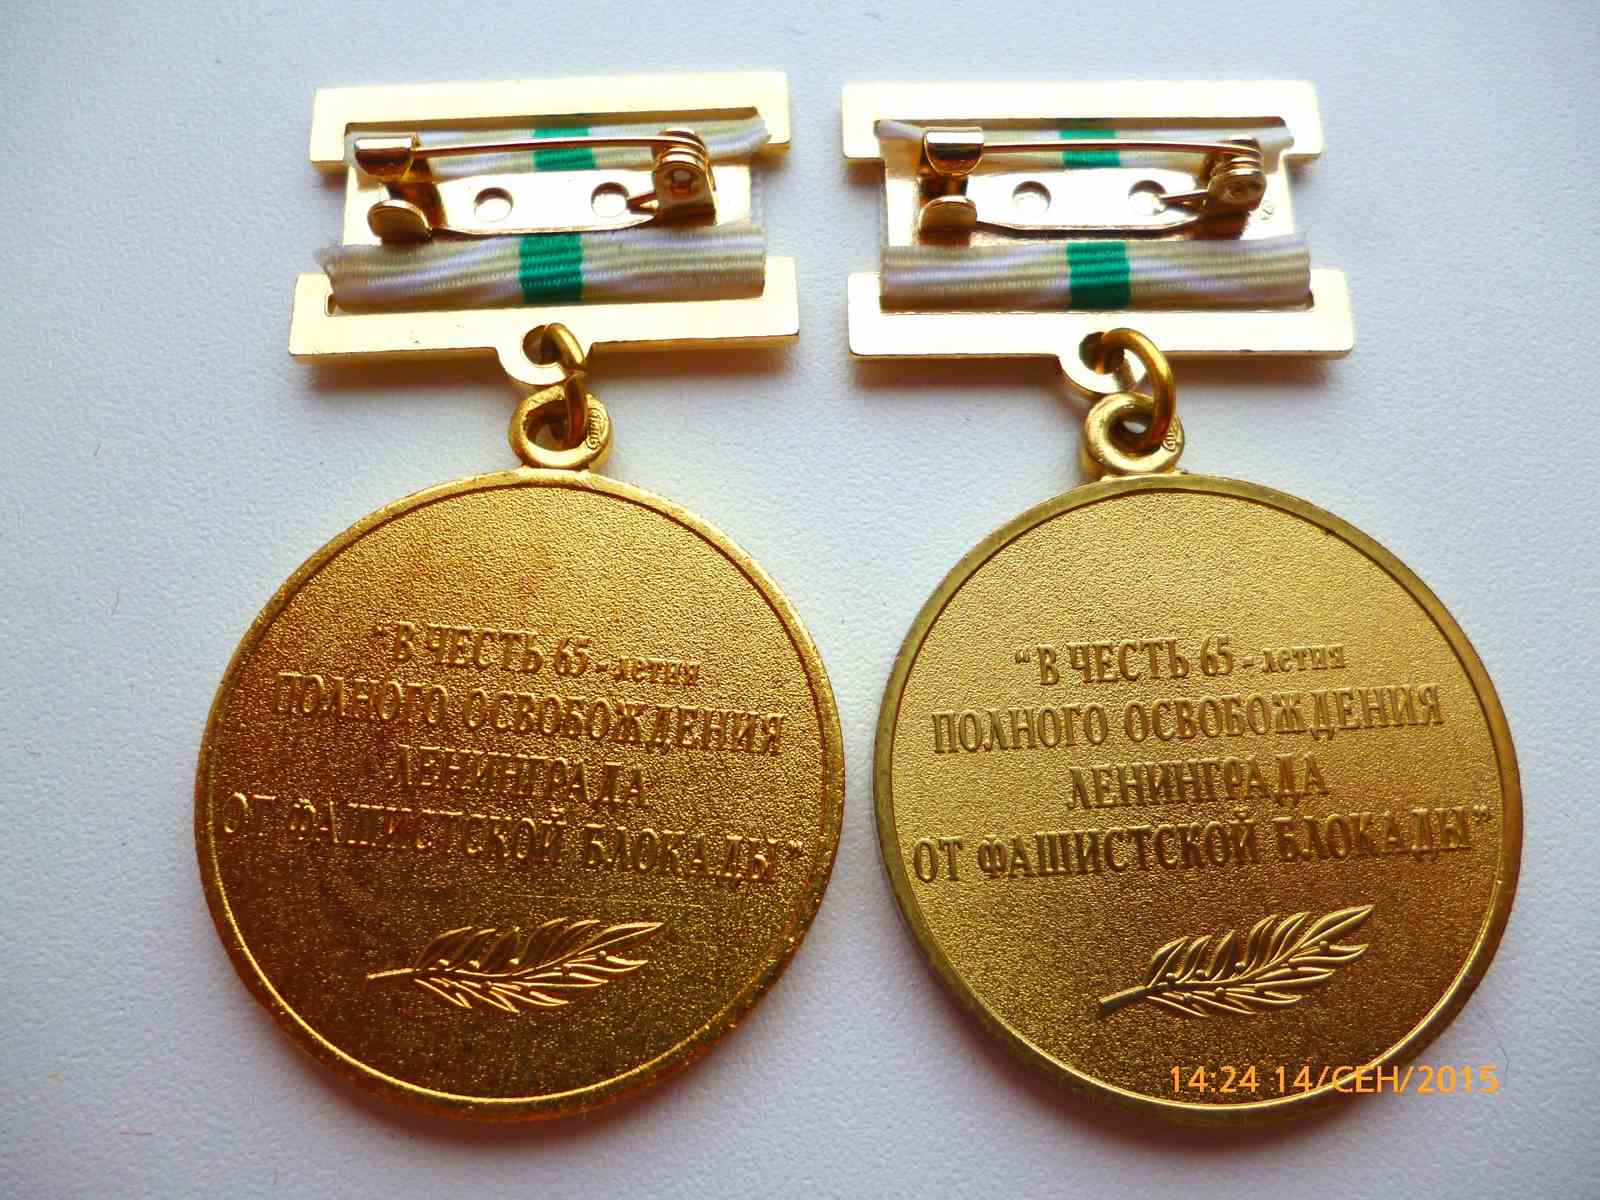 “В ЧЕСТЬ 65-летия
ПОЛНОГО ОСВОБОЖДЕНИЯ
ЛЕНИНГРАДА
ОТ ФАШИСТСКОЙ БЛОКАДЫ”
“В ЧЕСТЬ 65-летия
ПОЛНОГО ОСВОБОЖДЕНИЯ
ЛЕНИНГРАДА
ОТ ФАШИСТСКОЙ БЛОКАДЫ”
14:24 14/СЕН/2015